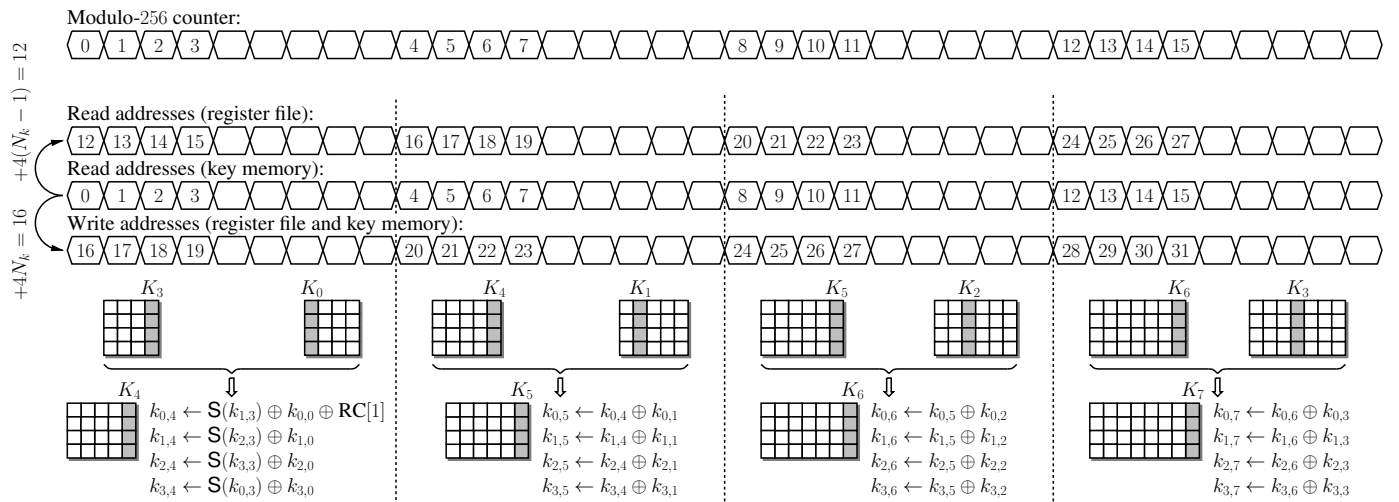 Modulo-256 counter:
0 1 2 3 4 5 6 7 8 9 10 11 12 13 14 15
+4(N_k − 1) = 12
Read addresses (register file):
12 13 14 15 16 17 18 19 20 21 22 23 24 25 26 27
Read addresses (key memory):
0 1 2 3 4 5 6 7 8 9 10 11 12 13 14 15
+4N_k = 16
Write addresses (register file and key memory):
16 17 18 19 20 21 22 23 24 25 26 27 28 29 30 31
K_3 K_0 K_4 K_1 K_5 K_2 K_6 K_3
K_4
k_{0,4} ← S(k_{1,3}) ⊕ k_{0,0} ⊕ RC[1]
k_{1,4} ← S(k_{2,3}) ⊕ k_{1,0}
k_{2,4} ← S(k_{3,3}) ⊕ k_{2,0}
k_{3,4} ← S(k_{0,3}) ⊕ k_{3,0}
K_5
k_{0,5} ← k_{0,4} ⊕ k_{0,1}
k_{1,5} ← k_{1,4} ⊕ k_{1,1}
k_{2,5} ← k_{2,4} ⊕ k_{2,1}
k_{3,5} ← k_{3,4} ⊕ k_{3,1}
K_6
k_{0,6} ← k_{0,5} ⊕ k_{0,2}
k_{1,6} ← k_{1,5} ⊕ k_{1,2}
k_{2,6} ← k_{2,5} ⊕ k_{2,2}
k_{3,6} ← k_{3,5} ⊕ k_{3,2}
K_7
k_{0,7} ← k_{0,6} ⊕ k_{0,3}
k_{1,7} ← k_{1,6} ⊕ k_{1,3}
k_{2,7} ← k_{2,6} ⊕ k_{2,3}
k_{3,7} ← k_{3,6} ⊕ k_{3,3}